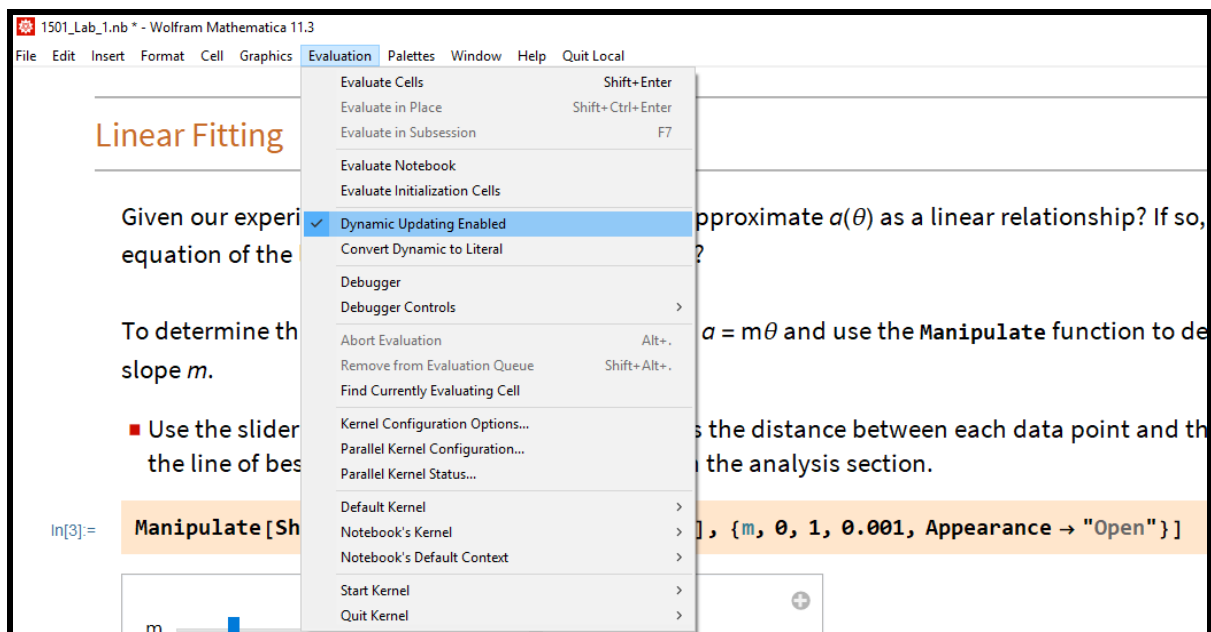 1501_Lab_1.nb * - Wolfram Mathematica 11.3
File Edit Insert Format Cell Graphics Evaluation Palettes Window Help Quit Local
Evaluate Cells Shift+Enter
Evaluate in Place Shift+Ctrl+Enter
Evaluate in Subsession F7
Evaluate Notebook
Evaluate Initialization Cells
Dynamic Updating Enabled
Convert Dynamic to Literal
Debugger
Debugger Controls
Abort Evaluation Alt+.
Remove from Evaluation Queue Shift+Alt+.
Find Currently Evaluating Cell
Kernel Configuration Options...
Parallel Kernel Configuration...
Parallel Kernel Status...
Default Kernel
Notebook's Kernel
Notebook's Default Context
Start Kernel
Quit Kernel
Linear Fitting
Given our experi pproximate a(θ) as a linear relationship? If so,
equation of the ?
To determine th a = mθ and use the Manipulate function to de
slope m.
Use the slider s the distance between each data point and th
the line of bes the analysis section.
In[3]:= Manipulate[Sh ], {m, 0, 1, 0.001, Appearance → "Open"}]
m